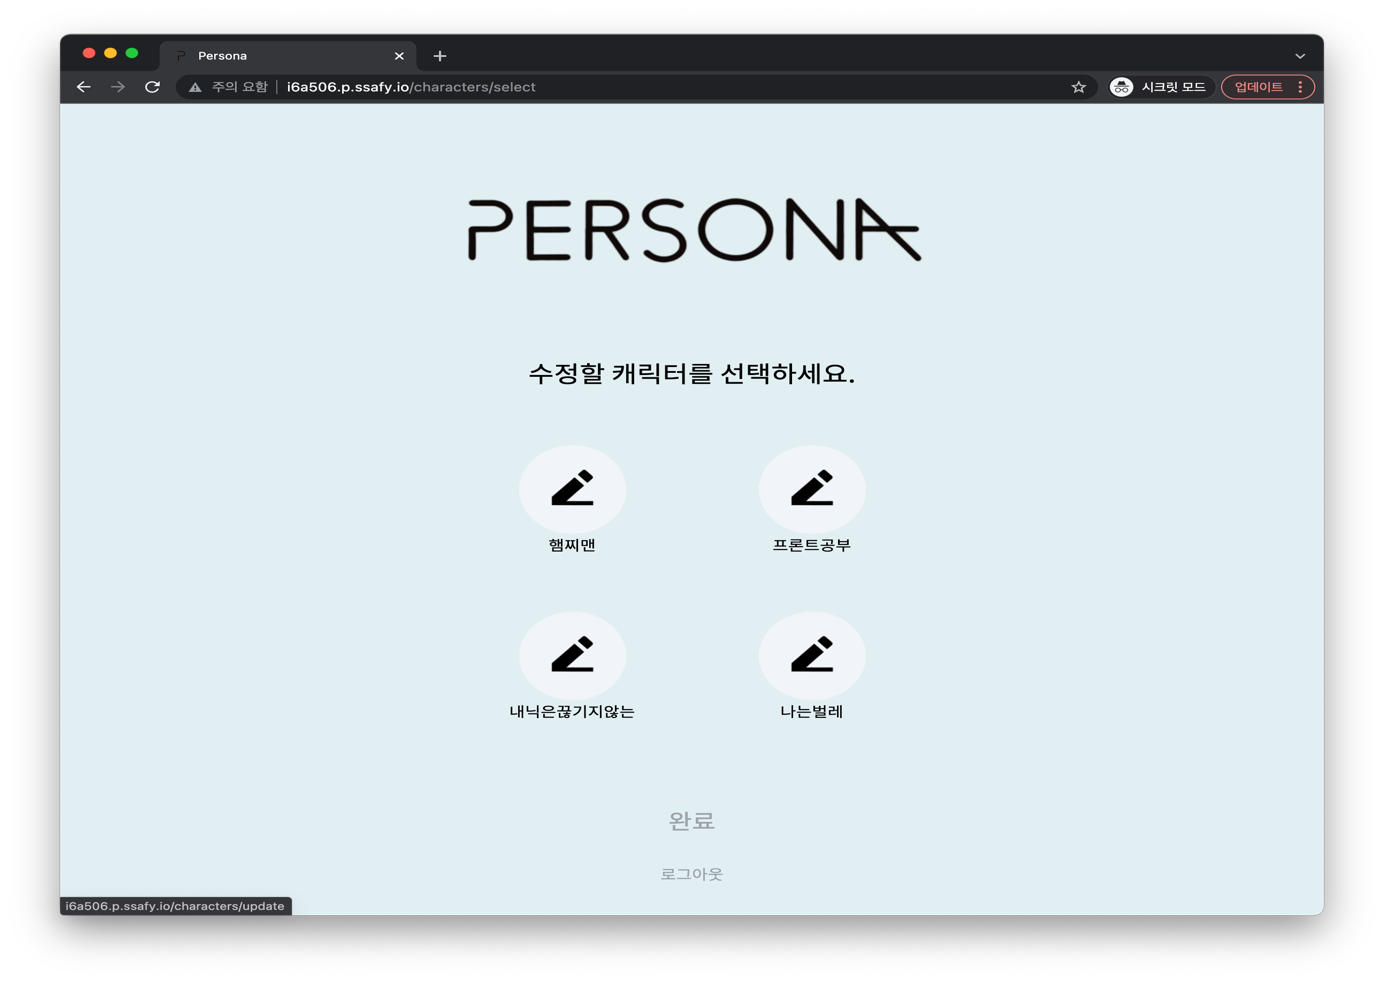 Persona
주의 요함 | i6a506.p.ssafy.io/characters/select
시크릿 모드
업데이트
PERSONA
수정할 캐릭터를 선택하세요.
햄찌맨
프론트공부
내닉은끊기지않는
나는벌레
완료
로그아웃
i6a506.p.ssafy.io/characters/update